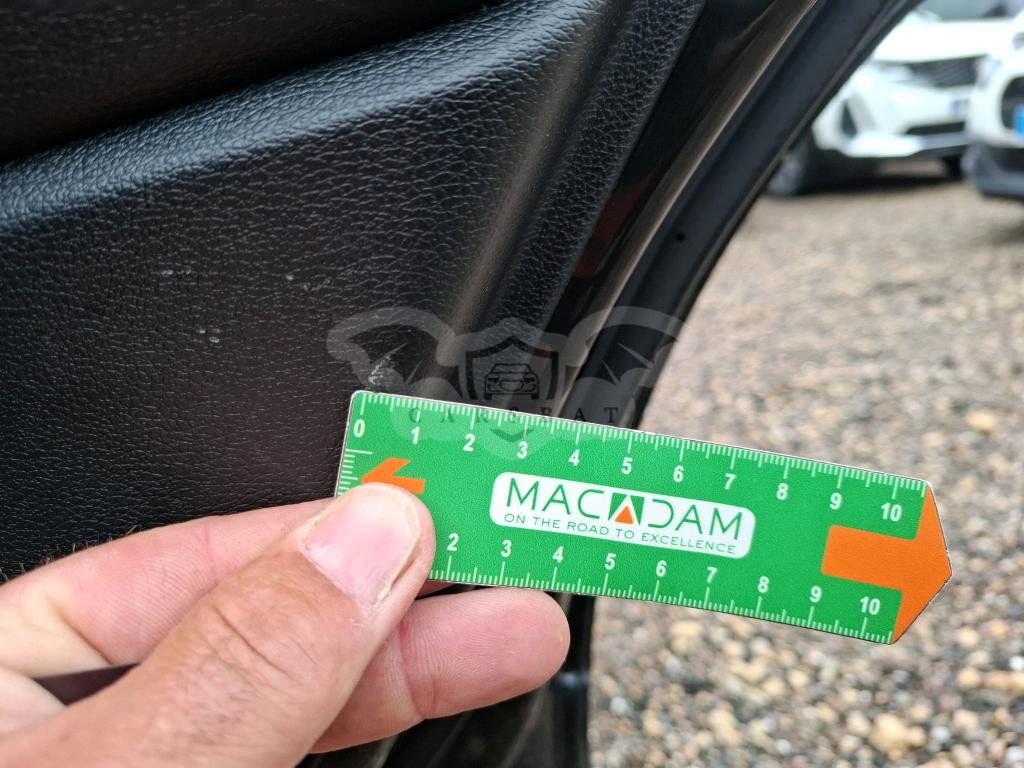 CARSBAT
0 1 2 3 4 5 6 7 8 9 10
MACADAM
ON THE ROAD TO EXCELLENCE
2 3 4 5 6 7 8 9 10